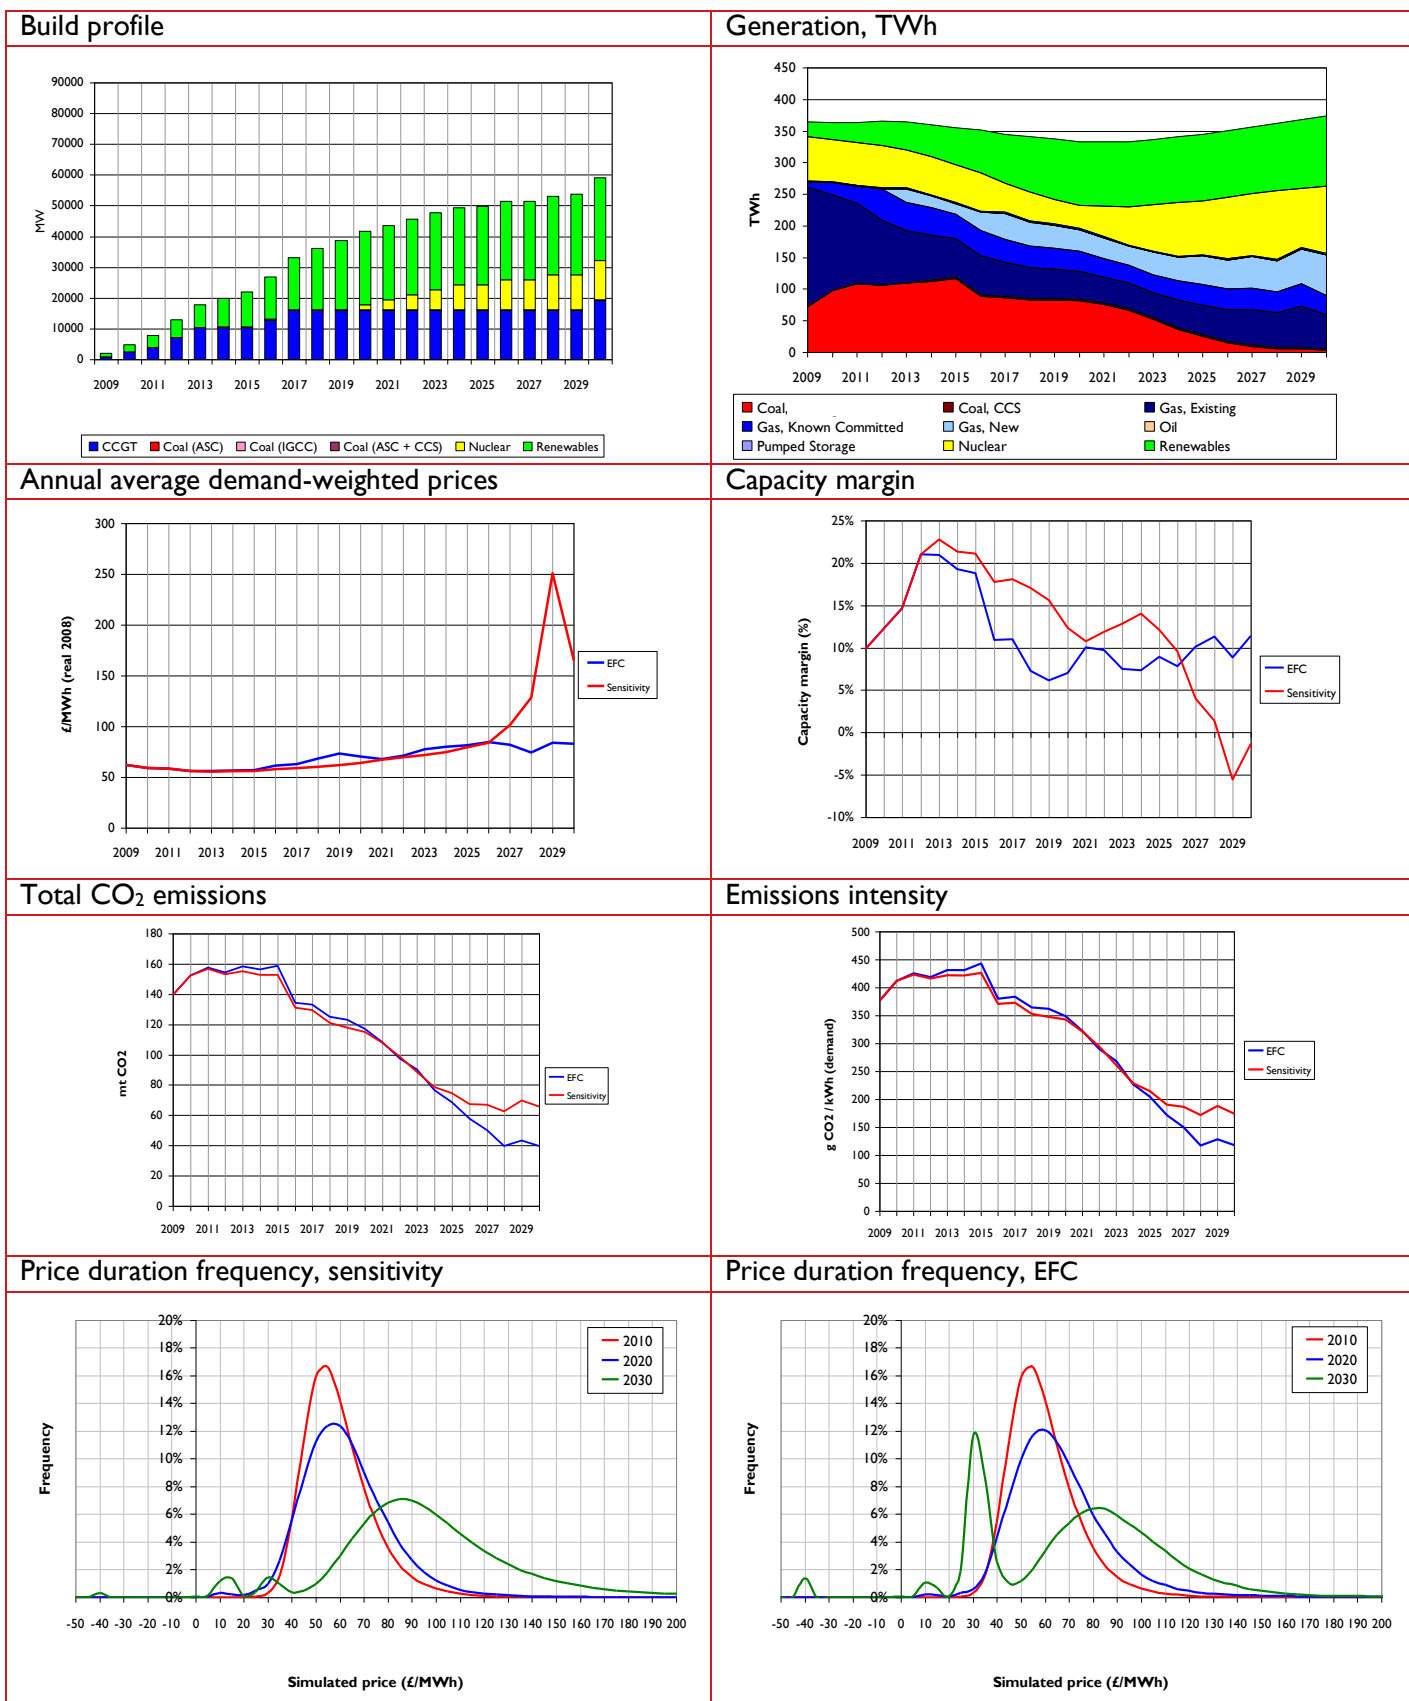 Build profile
Generation, TWh
90000
80000
70000
60000
50000
40000
30000
20000
10000
0
MW
2009 2011 2013 2015 2017 2019 2021 2023 2025 2027 2029
CCGT Coal (ASC) Coal (IGCC) Coal (ASC + CCS) Nuclear Renewables
450
400
350
300
250
200
150
100
50
0
TWh
2009 2011 2013 2015 2017 2019 2021 2023 2025 2027 2029
Coal, Coal, CCS Gas, Existing
Gas, Known Committed Gas, New Oil
Pumped Storage Nuclear Renewables
Annual average demand-weighted prices
Capacity margin
300
250
200
150
100
50
0
£/MWh (real 2008)
2009 2011 2013 2015 2017 2019 2021 2023 2025 2027 2029
EFC
Sensitivity
25%
20%
15%
10%
5%
0%
-5%
-10%
Capacity margin (%)
2009 2011 2013 2015 2017 2019 2021 2023 2025 2027 2029
EFC
Sensitivity
Total CO2 emissions
Emissions intensity
180
160
140
120
100
80
60
40
20
0
mt CO2
2009 2011 2013 2015 2017 2019 2021 2023 2025 2027 2029
EFC
Sensitivity
500
450
400
350
300
250
200
150
100
50
0
g CO2 / kWh (demand)
2009 2011 2013 2015 2017 2019 2021 2023 2025 2027 2029
EFC
Sensitivity
Price duration frequency, sensitivity
Price duration frequency, EFC
20%
18%
16%
14%
12%
10%
8%
6%
4%
2%
0%
Frequency
2010
2020
2030
-50 -40 -30 -20 -10 0 10 20 30 40 50 60 70 80 90 100 110 120 130 140 150 160 170 180 190 200
Simulated price (£/MWh)
20%
18%
16%
14%
12%
10%
8%
6%
4%
2%
0%
Frequency
2010
2020
2030
-50 -40 -30 -20 -10 0 10 20 30 40 50 60 70 80 90 100 110 120 130 140 150 160 170 180 190 200
Simulated price (£/MWh)